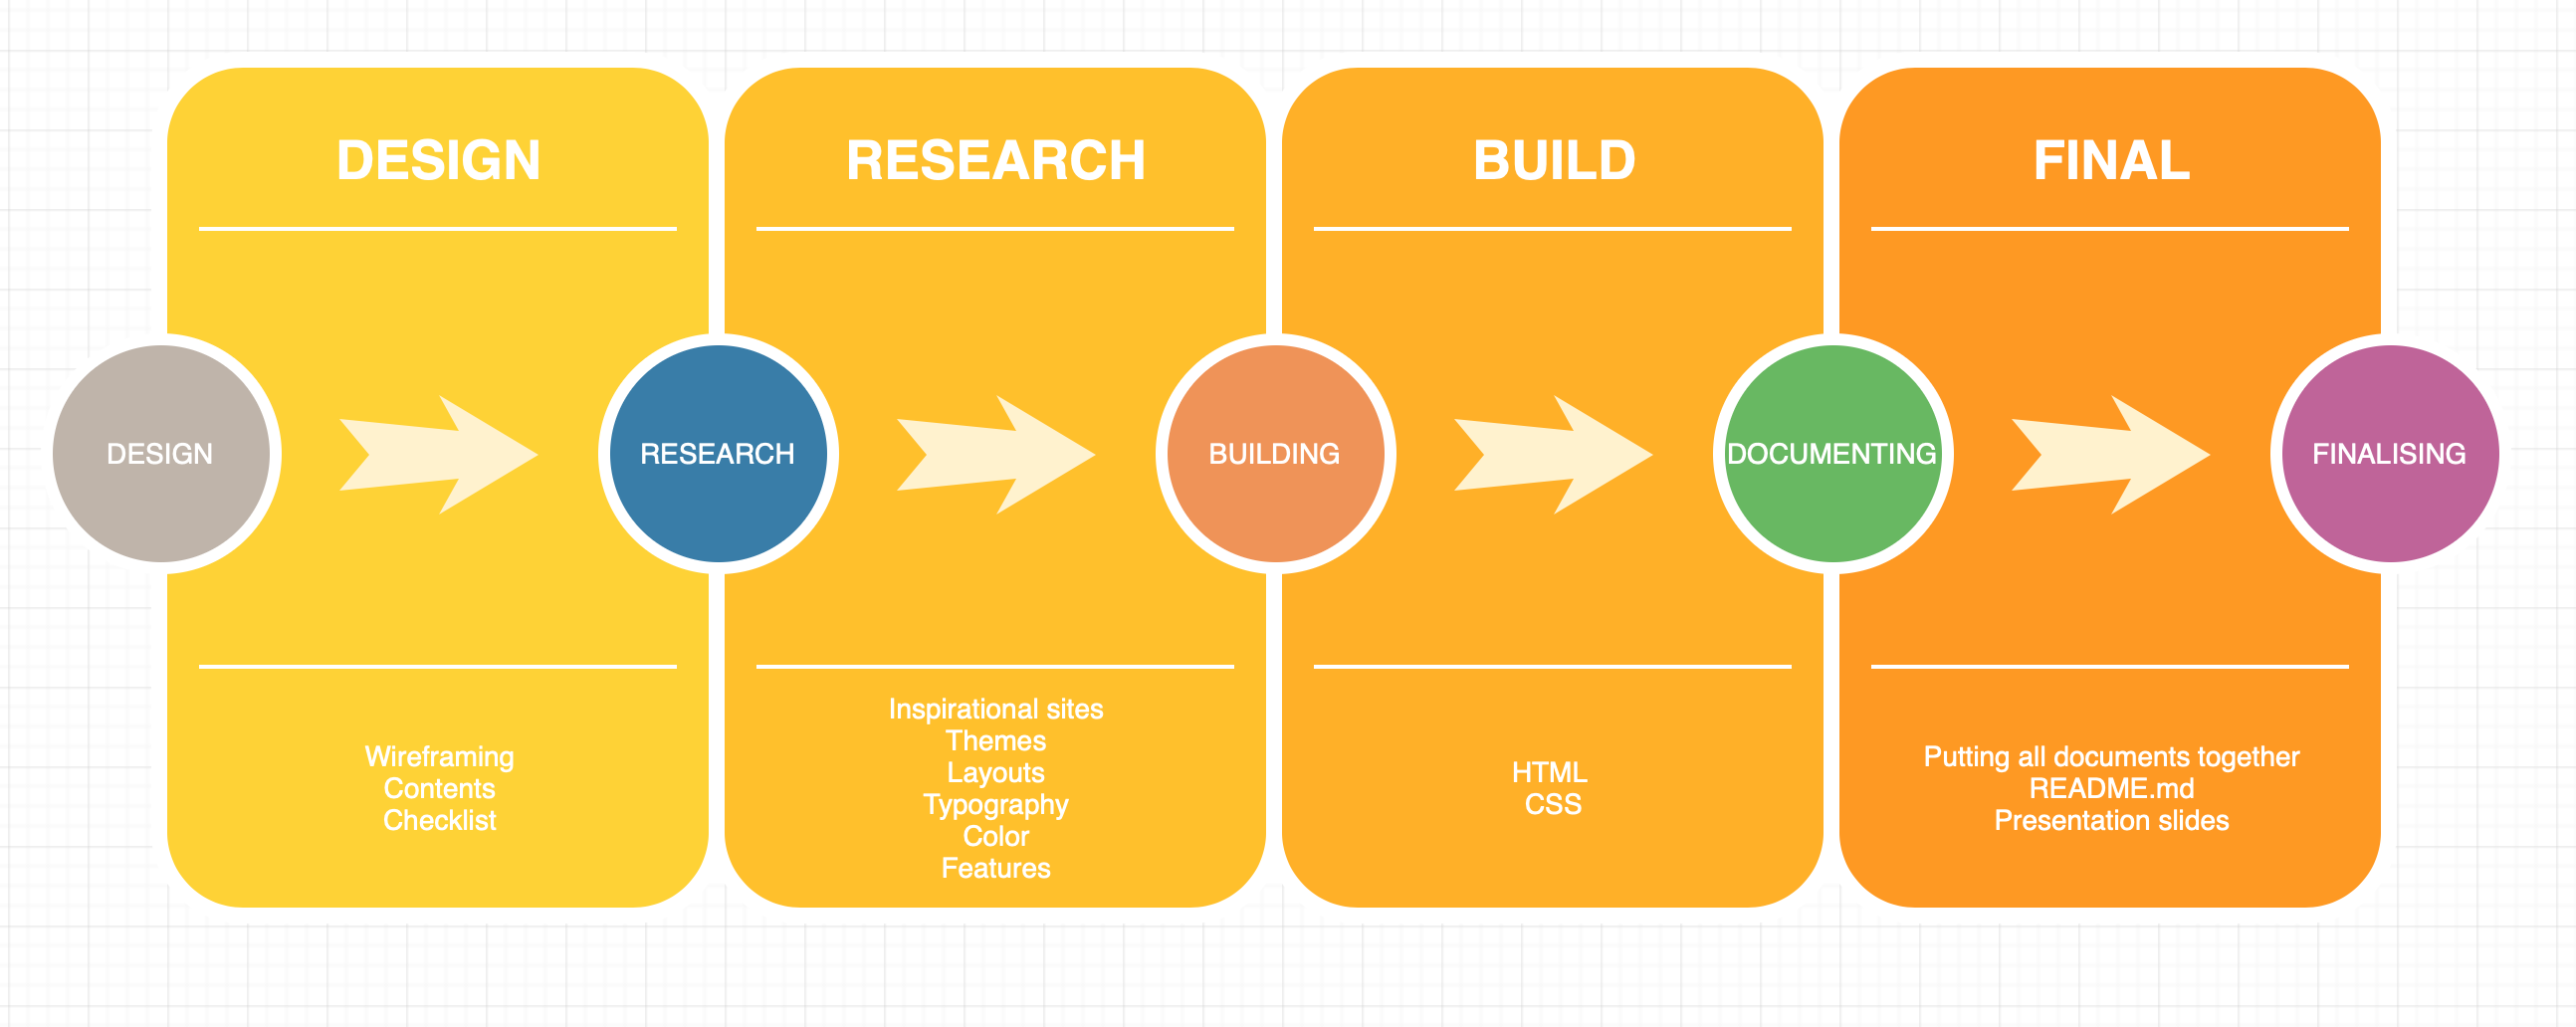 DESIGN
RESEARCH
BUILD
FINAL
DESIGN
RESEARCH
BUILDING
DOCUMENTING
FINALISING
Wireframing
Contents
Checklist
Inspirational sites
Themes
Layouts
Typography
Color
Features
HTML
CSS
Putting all documents together
README.md
Presentation slides